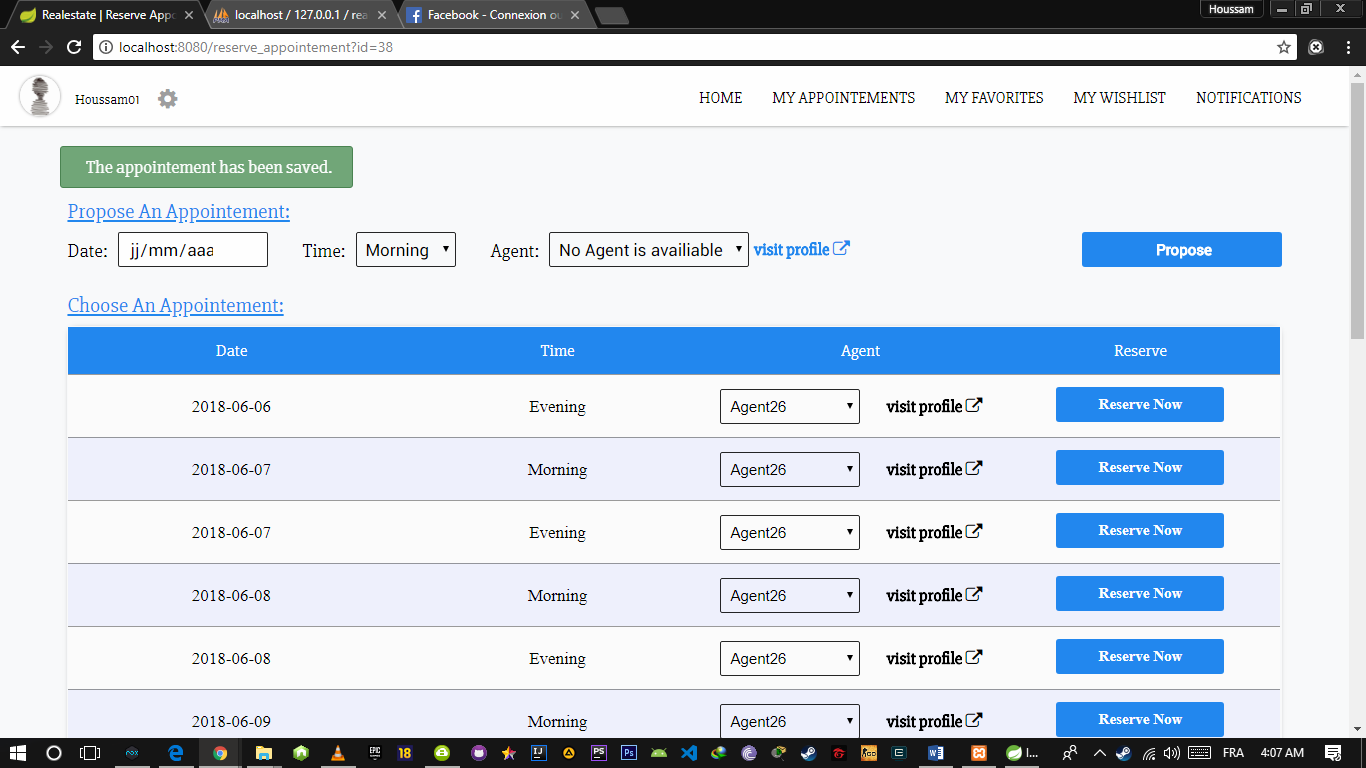 Realestate | Reserve Appo
localhost / 127.0.0.1 / rea
Facebook - Connexion ou
Houssam
localhost:8080/reserve_appointement?id=38
Houssam01
HOME MY APPOINTEMENTS MY FAVORITES MY WISHLIST NOTIFICATIONS
The appointement has been saved.
Propose An Appointement:
Date: jj/mm/aaa Time: Morning Agent: No Agent is availiable visit profile Propose
Choose An Appointement:
Date Time Agent Reserve
2018-06-06 Evening Agent26 visit profile Reserve Now
2018-06-07 Morning Agent26 visit profile Reserve Now
2018-06-07 Evening Agent26 visit profile Reserve Now
2018-06-08 Morning Agent26 visit profile Reserve Now
2018-06-08 Evening Agent26 visit profile Reserve Now
2018-06-09 Morning Agent26 visit profile Reserve Now
EPIC 18 IJ PS Ps GO W I... FRA 4:07 AM